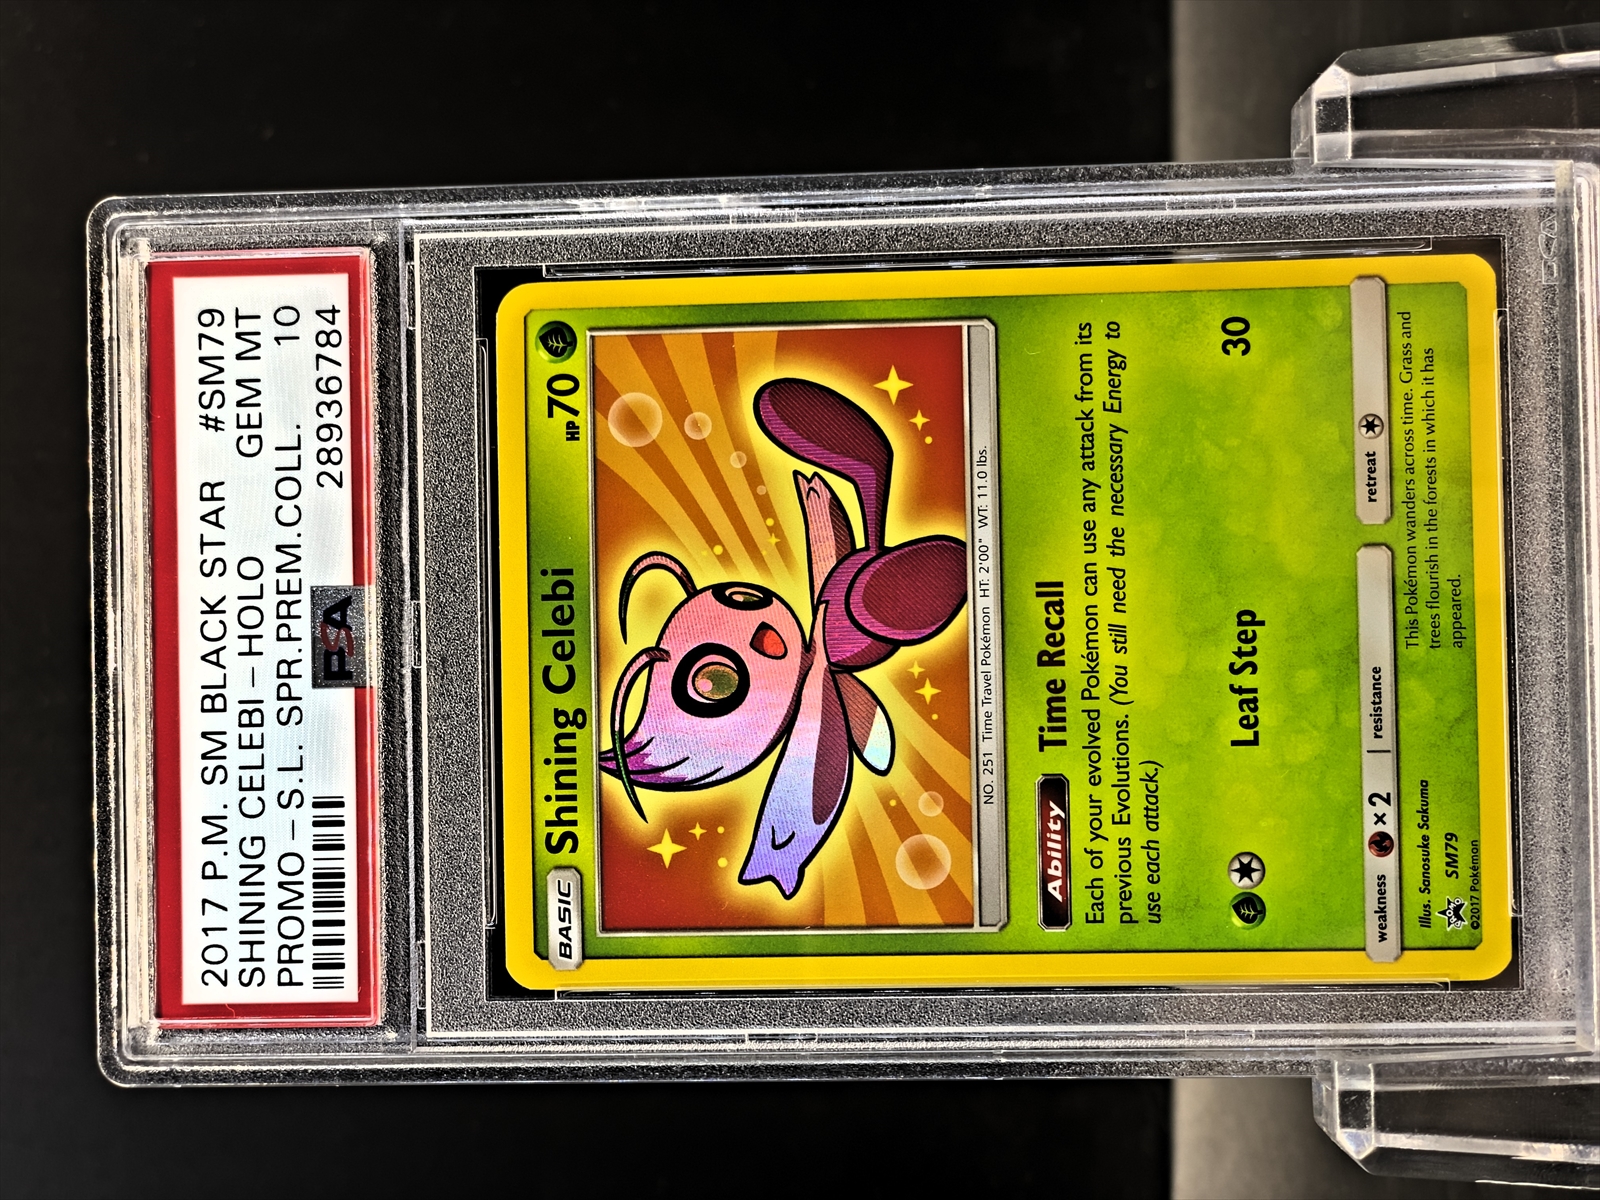 2017 P.M. SM BLACK STAR #SM79
SHINING CELEBI-HOLO GEM MT
PROMO-S.L. SPR.PREM.COLL. 10
28936784
PSA
BASIC Shining Celebi HP 70
NO. 251 Time Travel Pokémon HT: 2'00" WT: 11.0 lbs.
Ability Time Recall
Each of your evolved Pokémon can use any attack from its
previous Evolutions. (You still need the necessary Energy to
use each attack.)
Leaf Step 30
weakness ×2 resistance retreat
Illus. Sanosuke Sakuma
SM79
PROMO
©2017 Pokémon
This Pokémon wanders across time. Grass and
trees flourish in the forests in which it has
appeared.